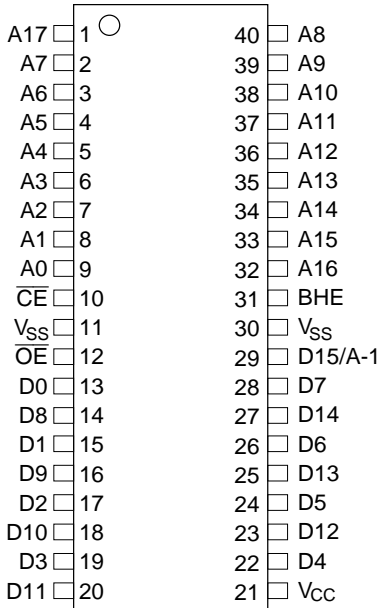 A17 1 40 A8
A7 2 39 A9
A6 3 38 A10
A5 4 37 A11
A4 5 36 A12
A3 6 35 A13
A2 7 34 A14
A1 8 33 A15
A0 9 32 A16
C̅E̅ 10 31 BHE
VSS 11 30 VSS
O̅E̅ 12 29 D15/A-1
D0 13 28 D7
D8 14 27 D14
D1 15 26 D6
D9 16 25 D13
D2 17 24 D5
D10 18 23 D12
D3 19 22 D4
D11 20 21 VCC